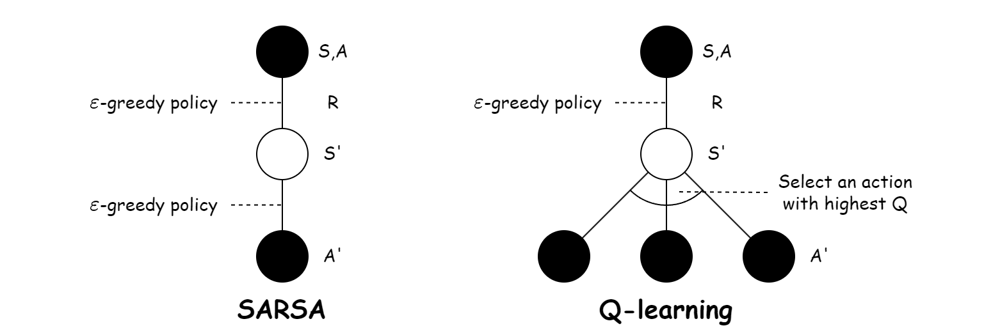 S,A
ε-greedy policy
R
S'
ε-greedy policy
A'
SARSA
S,A
ε-greedy policy
R
S'
Select an action
with highest Q
A'
Q-learning